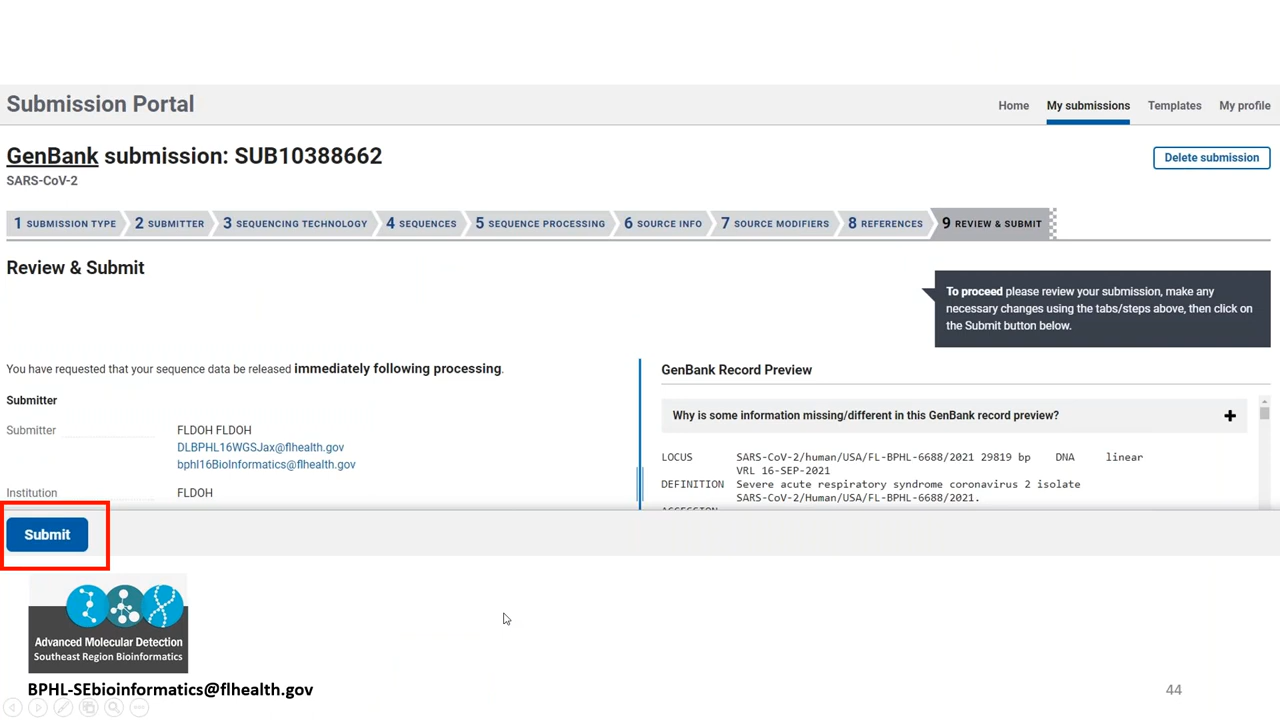 Submission Portal
Home My submissions Templates My profile
GenBank submission: SUB10388662
Delete submission
SARS-CoV-2
1 SUBMISSION TYPE 2 SUBMITTER 3 SEQUENCING TECHNOLOGY 4 SEQUENCES 5 SEQUENCE PROCESSING 6 SOURCE INFO 7 SOURCE MODIFIERS 8 REFERENCES 9 REVIEW & SUBMIT
Review & Submit
To proceed please review your submission, make any
necessary changes using the tabs/steps above, then click on
the Submit button below.
You have requested that your sequence data be released immediately following processing.
Submitter
Submitter FLDOH FLDOH
DLBPHL16WGSJax@flhealth.gov
bphl16BioInformatics@flhealth.gov
Institution FLDOH
GenBank Record Preview
Why is some information missing/different in this GenBank record preview?
LOCUS SARS-CoV-2/human/USA/FL-BPHL-6688/2021 29819 bp DNA linear
VRL 16-SEP-2021
DEFINITION Severe acute respiratory syndrome coronavirus 2 isolate
SARS-CoV-2/Human/USA/FL-BPHL-6688/2021.
Submit
Advanced Molecular Detection
Southeast Region Bioinformatics
BPHL-SEbioinformatics@flhealth.gov
44